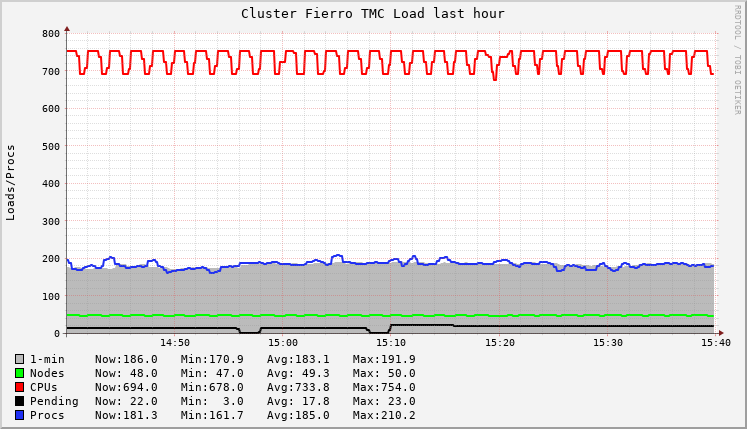 Cluster Fierro TMC Load last hour
RRDTOOL / TOBI OETIKER
Loads/Procs
800
700
600
500
400
300
200
100
0
14:50 15:00 15:10 15:20 15:30 15:40
1-min Now:186.0 Min:170.9 Avg:183.1 Max:191.9
Nodes Now: 48.0 Min: 47.0 Avg: 49.3 Max: 50.0
CPUs Now:694.0 Min:678.0 Avg:733.8 Max:754.0
Pending Now: 22.0 Min: 3.0 Avg: 17.8 Max: 23.0
Procs Now:181.3 Min:161.7 Avg:185.0 Max:210.2